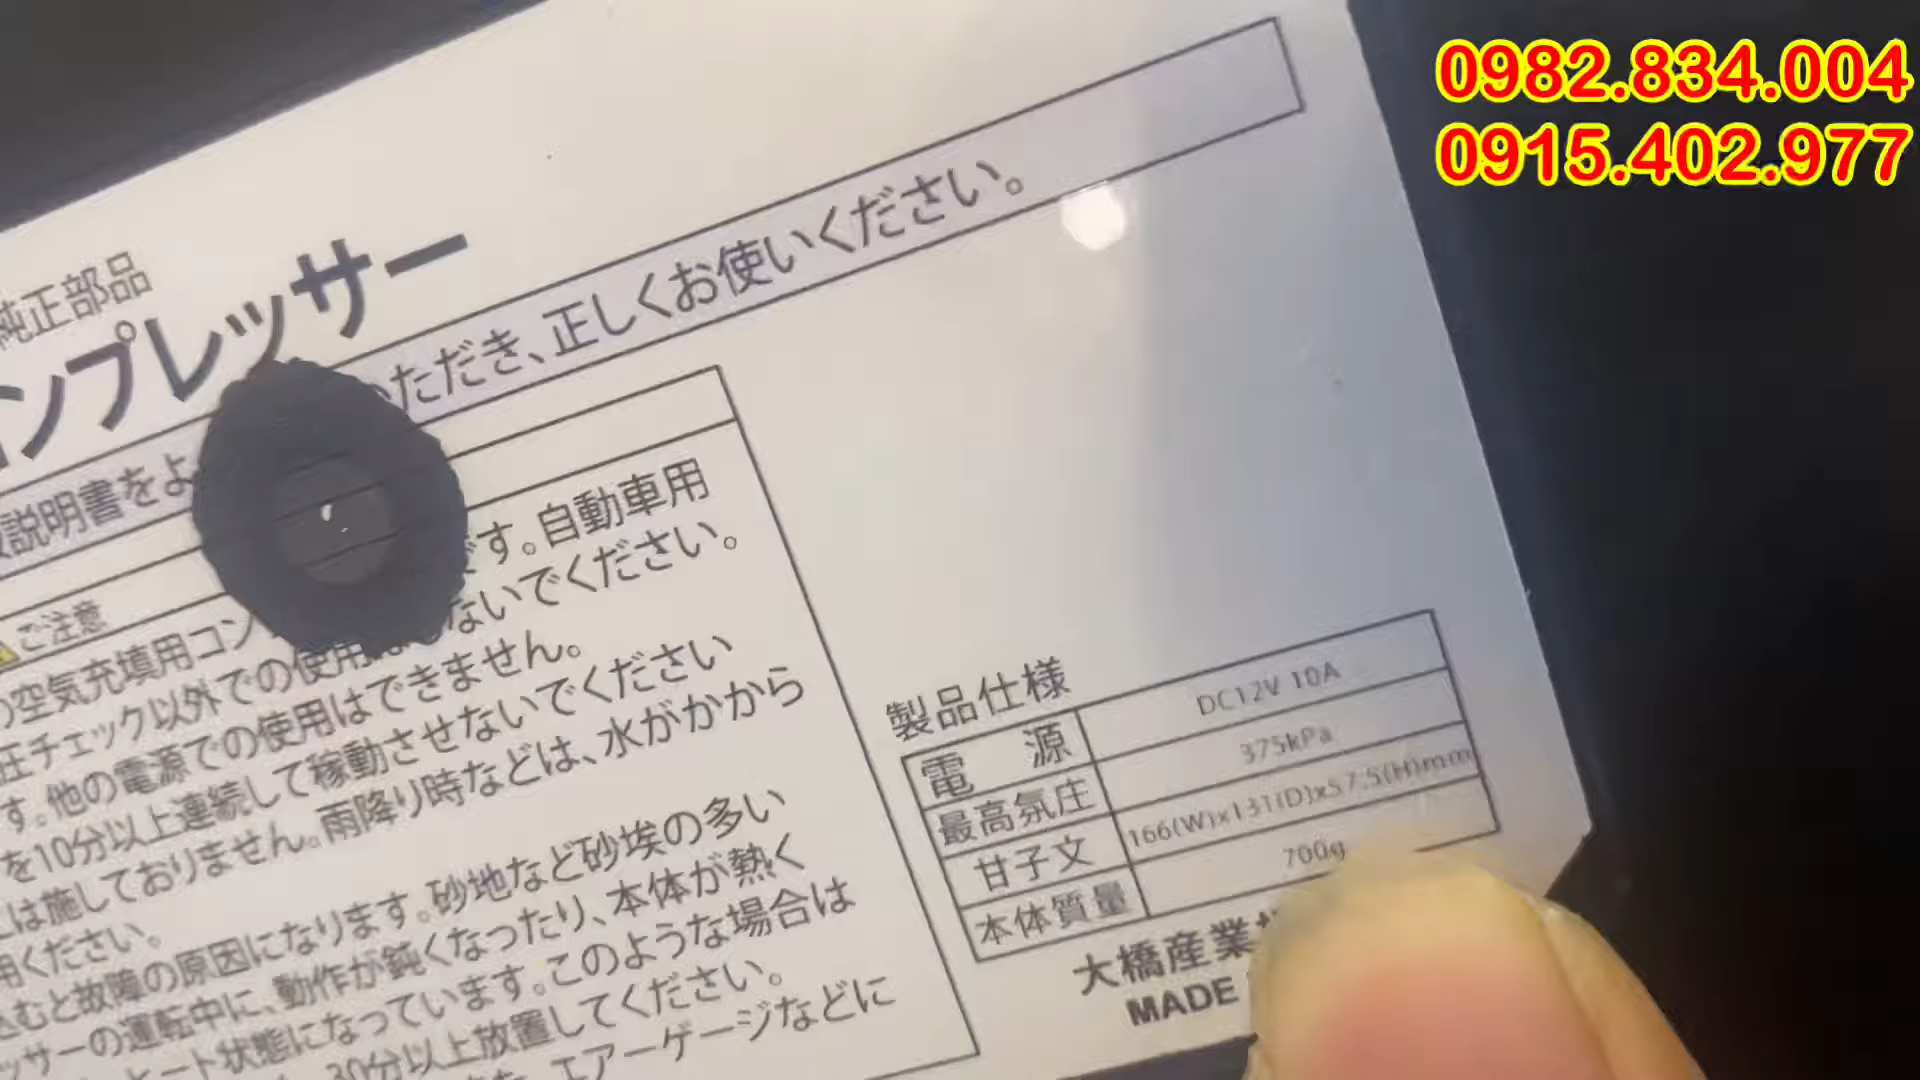 0982.834.004
0915.402.977
純正部品
ンプレッサー
説明書をよ
ただき、正しくお使いください。
ご注意
空気充填用コン
す。自動車用
圧チェック以外での使用
ないでください。
す。他の電源での使用はできません。
を10分以上連続して稼動させないでください
は施しておりません。雨降り時などは、水がかから
用ください。
込むと故障の原因になります。砂地など砂埃の多い
ッサーの運転中に、動作が鈍くなったり、本体が熱く
ート状態になっています。このような場合は
30分以上放置してください。
エアーゲージなどに
製品仕様
電 源 DC12V 10A
最高氛庄 375kPa
甘子文 166(W)x131(D)x57.5(H)mm
本体質量 700g
大橋産業
MADE